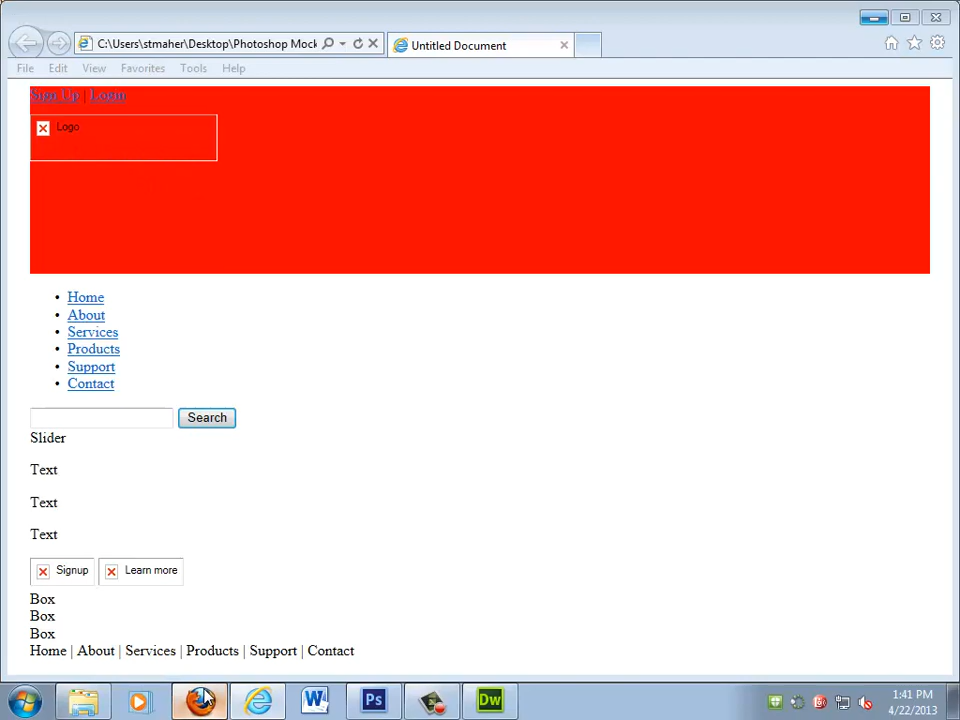 C:\Users\stmaher\Desktop\Photoshop Mock
Untitled Document
File Edit View Favorites Tools Help
Sign Up | Login
Logo
Home
About
Services
Products
Support
Contact
Search
Slider
Text
Text
Text
Signup Learn more
Box
Box
Box
Home | About | Services | Products | Support | Contact
W Ps Dw
1:41 PM
4/22/2013